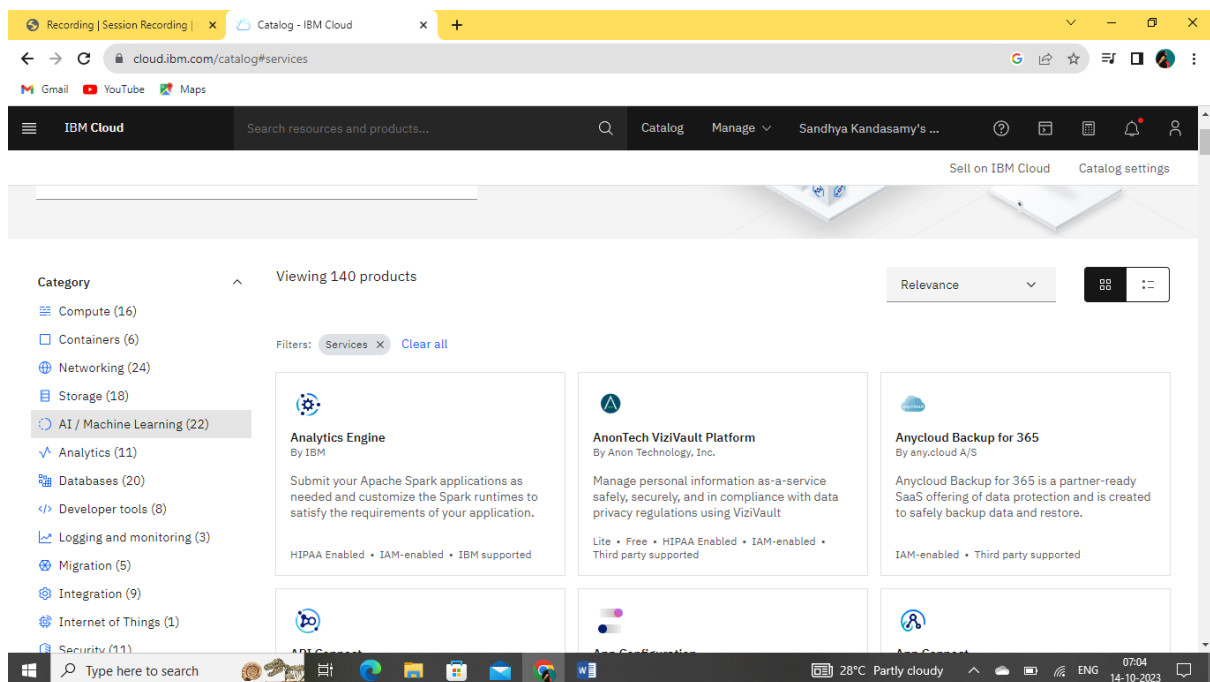 Recording | Session Recording |
Catalog - IBM Cloud
cloud.ibm.com/catalog#services
Gmail
YouTube
Maps
IBM Cloud
Search resources and products...
Catalog
Manage
Sandhya Kandasamy's ...
Sell on IBM Cloud
Catalog settings
Category
Compute (16)
Containers (6)
Networking (24)
Storage (18)
AI / Machine Learning (22)
Analytics (11)
Databases (20)
Developer tools (8)
Logging and monitoring (3)
Migration (5)
Integration (9)
Internet of Things (1)
Security (11)
Viewing 140 products
Relevance
Filters: Services × Clear all
Analytics Engine
By IBM
Submit your Apache Spark applications as
needed and customize the Spark runtimes to
satisfy the requirements of your application.
HIPAA Enabled • IAM-enabled • IBM supported
AnonTech ViziVault Platform
By Anon Technology, Inc.
Manage personal information as-a-service
safely, securely, and in compliance with data
privacy regulations using ViziVault
Lite • Free • HIPAA Enabled • IAM-enabled •
Third party supported
Anycloud Backup for 365
By any.cloud A/S
Anycloud Backup for 365 is a partner-ready
SaaS offering of data protection and is created
to safely backup data and restore.
IAM-enabled • Third party supported
API Connect
App Configuration
App Connect
Type here to search
28°C Partly cloudy
ENG
07:04
14-10-2023